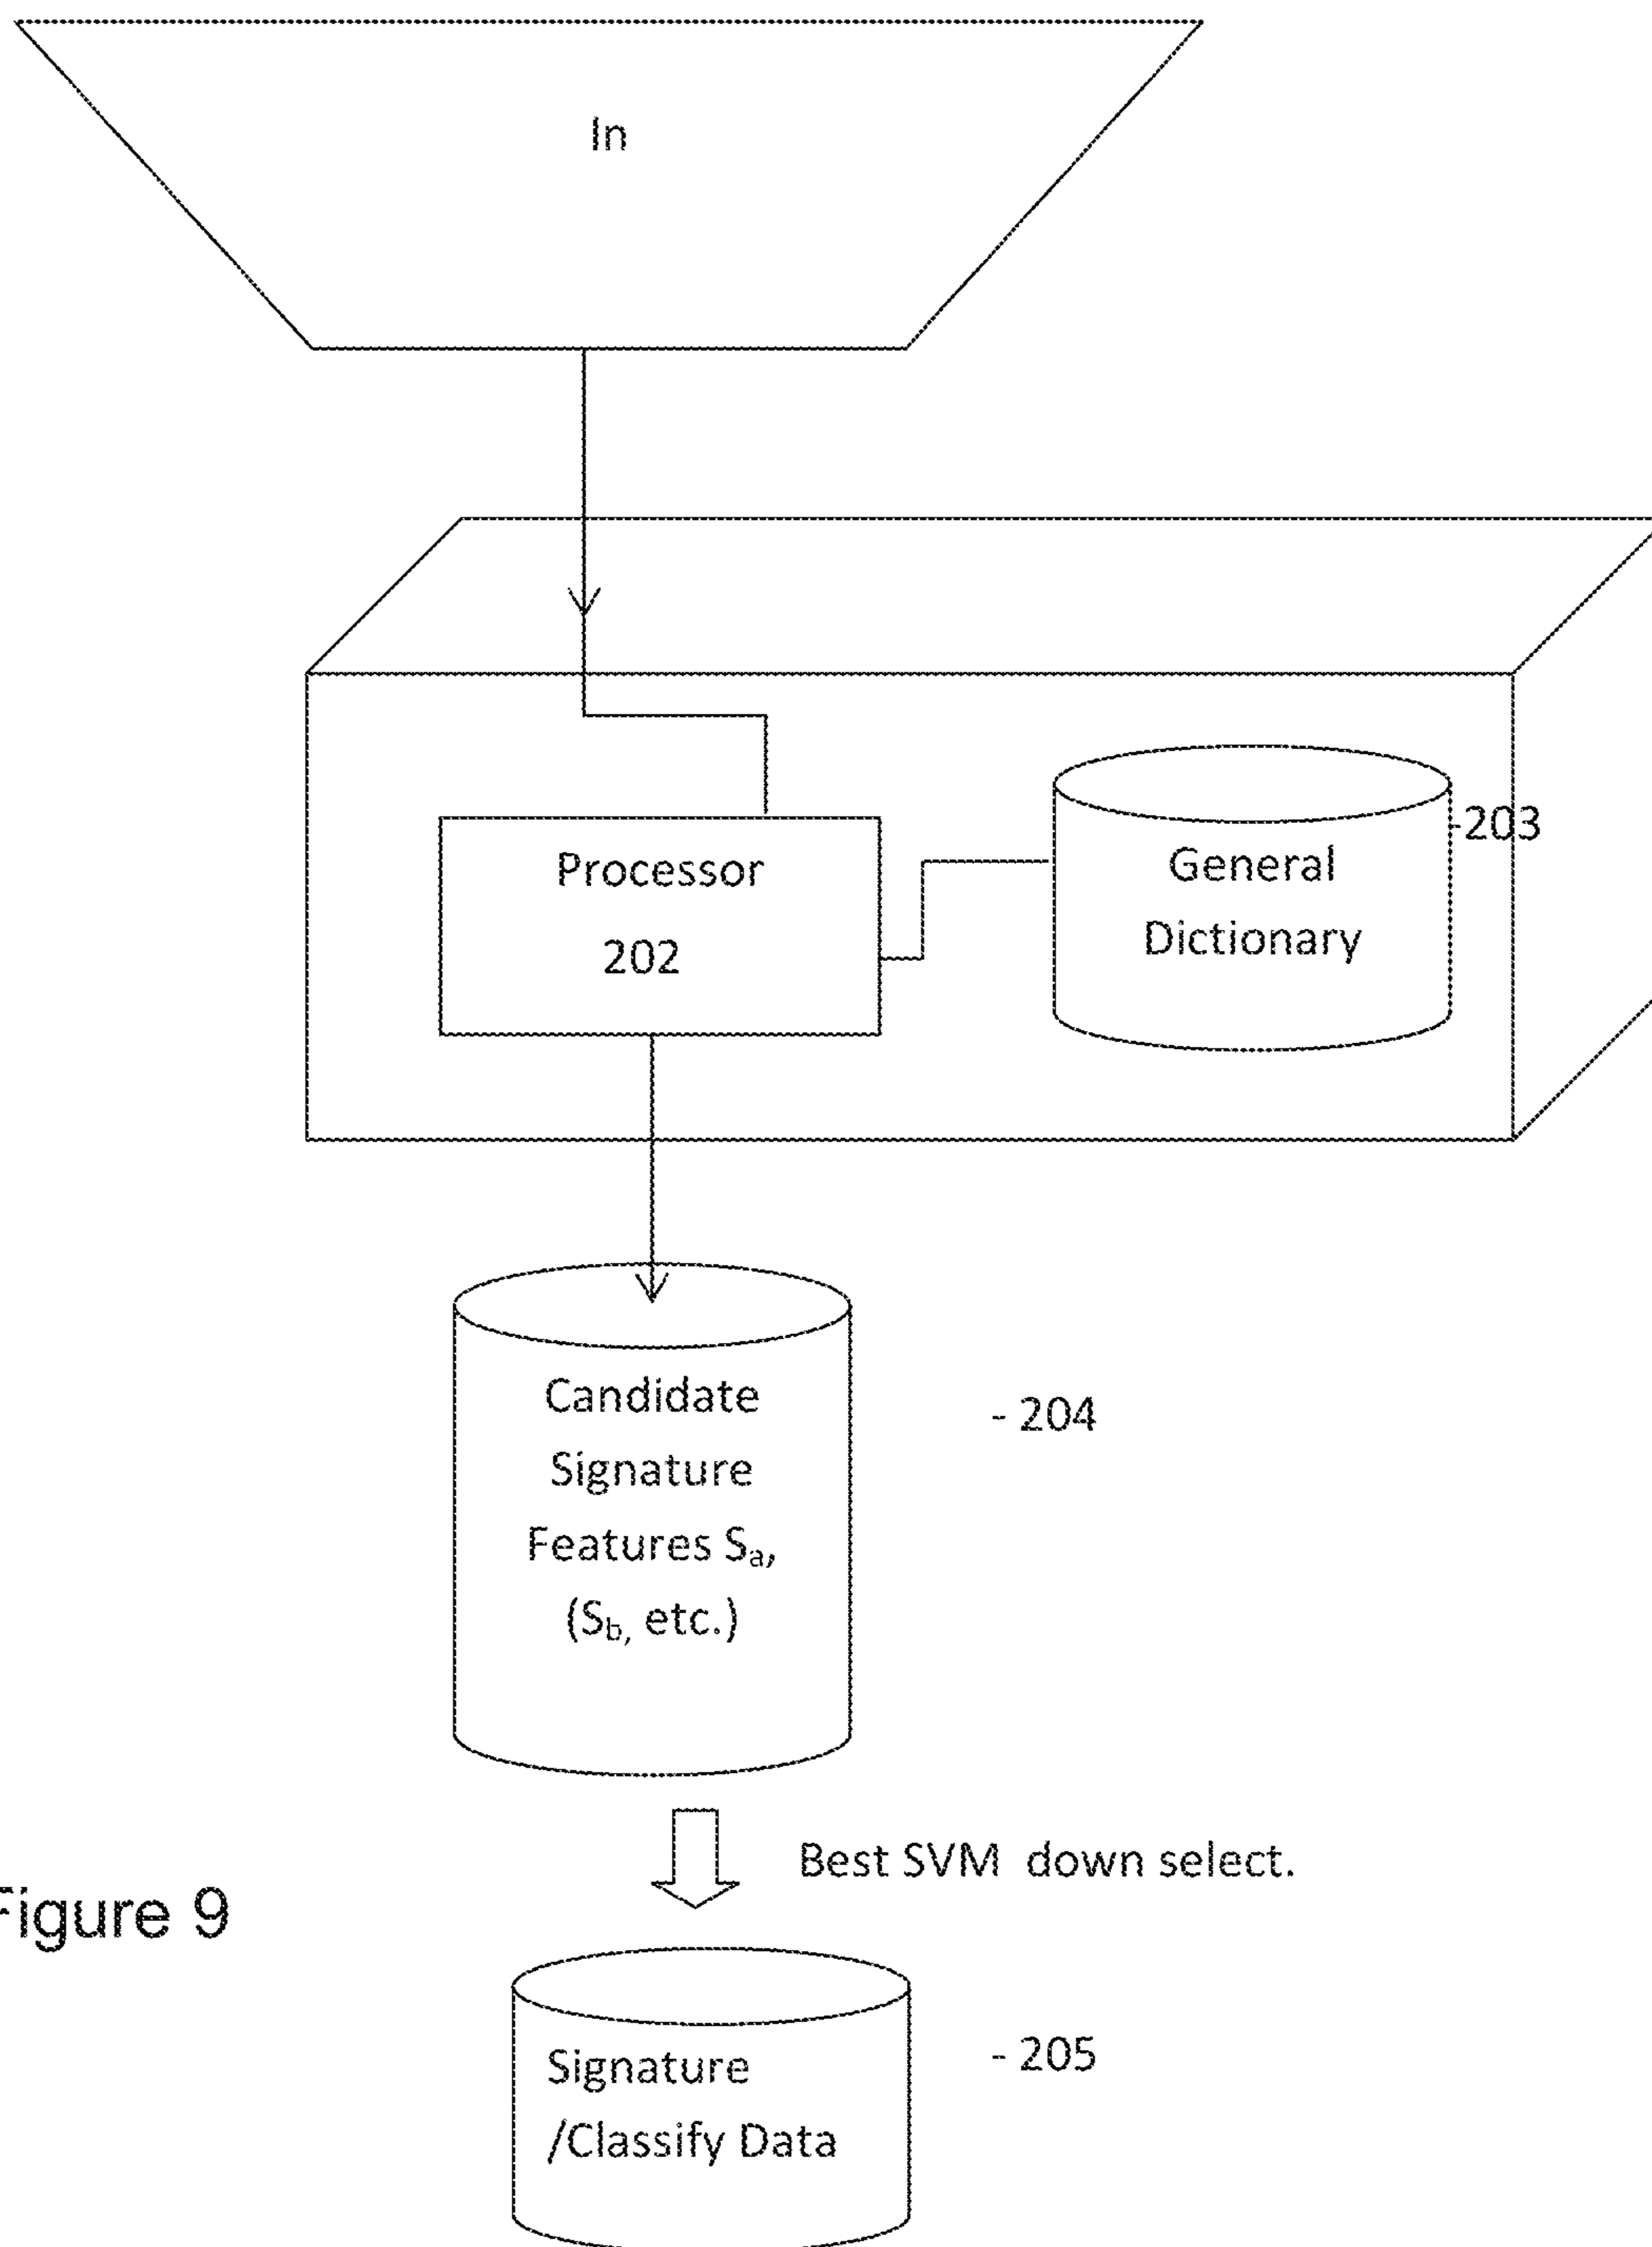 In
Processor
202
-203
General
Dictionary
Candidate
Signature
Features Sa,
(Sb, etc.)
- 204
Best SVM down select.
Figure 9
Signature
/Classify Data
- 205